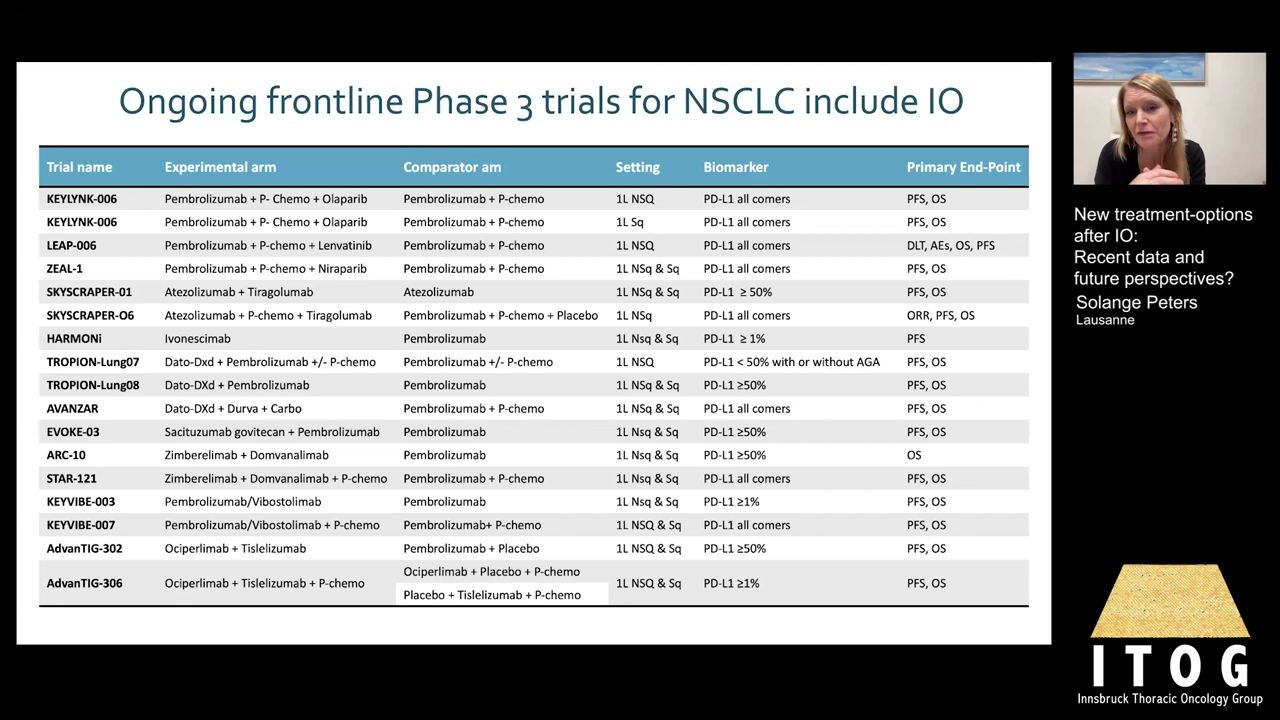 Ongoing frontline Phase 3 trials for NSCLC include IO
Trial name Experimental arm Comparator am Setting Biomarker Primary End-Point
KEYLYNK-006 Pembrolizumab + P- Chemo + Olaparib Pembrolizumab + P-chemo 1L NSQ PD-L1 all comers PFS, OS
KEYLYNK-006 Pembrolizumab + P- Chemo + Olaparib Pembrolizumab + P-chemo 1L Sq PD-L1 all comers PFS, OS
LEAP-006 Pembrolizumab + P-chemo + Lenvatinib Pembrolizumab + P-chemo 1L NSQ PD-L1 all comers DLT, AEs, OS, PFS
ZEAL-1 Pembrolizumab + P-chemo + Niraparib Pembrolizumab + P-chemo 1L NSq & Sq PD-L1 all comers PFS, OS
SKYSCRAPER-01 Atezolizumab + Tiragolumab Atezolizumab 1L NSq & Sq PD-L1 ≥ 50% PFS, OS
SKYSCRAPER-O6 Atezolizumab + P-chemo + Tiragolumab Pembrolizumab + P-chemo + Placebo 1L NSq PD-L1 all comers ORR, PFS, OS
HARMONi Ivonescimab Pembrolizumab 1L Nsq & Sq PD-L1 ≥ 1% PFS
TROPION-Lung07 Dato-Dxd + Pembrolizumab +/- P-chemo Pembrolizumab +/- P-chemo 1L NSQ PD-L1 < 50% with or without AGA PFS, OS
TROPION-Lung08 Dato-DXd + Pembrolizumab Pembrolizumab 1L NSq & Sq PD-L1 ≥50% PFS, OS
AVANZAR Dato-DXd + Durva + Carbo Pembrolizumab + P-chemo 1L NSq & Sq PD-L1 all comers PFS, OS
EVOKE-03 Sacituzumab govitecan + Pembrolizumab Pembrolizumab 1L Nsq & Sq PD-L1 ≥50% PFS, OS
ARC-10 Zimberelimab + Domvanalimab Pembrolizumab 1L Nsq & Sq PD-L1 ≥50% OS
STAR-121 Zimberelimab + Domvanalimab + P-chemo Pembrolizumab + P-chemo 1L Nsq & Sq PD-L1 all comers PFS, OS
KEYVIBE-003 Pembrolizumab/Vibostolimab Pembrolizumab 1L Nsq & Sq PD-L1 ≥1% PFS, OS
KEYVIBE-007 Pembrolizumab/Vibostolimab + P-chemo Pembrolizumab+ P-chemo 1L NSQ & Sq PD-L1 all comers PFS, OS
AdvanTIG-302 Ociperlimab + Tislelizumab Pembrolizumab + Placebo 1L NSQ & Sq PD-L1 ≥50% PFS, OS
AdvanTIG-306 Ociperlimab + Tislelizumab + P-chemo Ociperlimab + Placebo + P-chemo 1L NSQ & Sq PD-L1 ≥1% PFS, OS
Placebo + Tislelizumab + P-chemo
New treatment-options
after IO:
Recent data and
future perspectives?
Solange Peters
Lausanne
ITOG
Innsbruck Thoracic Oncology Group